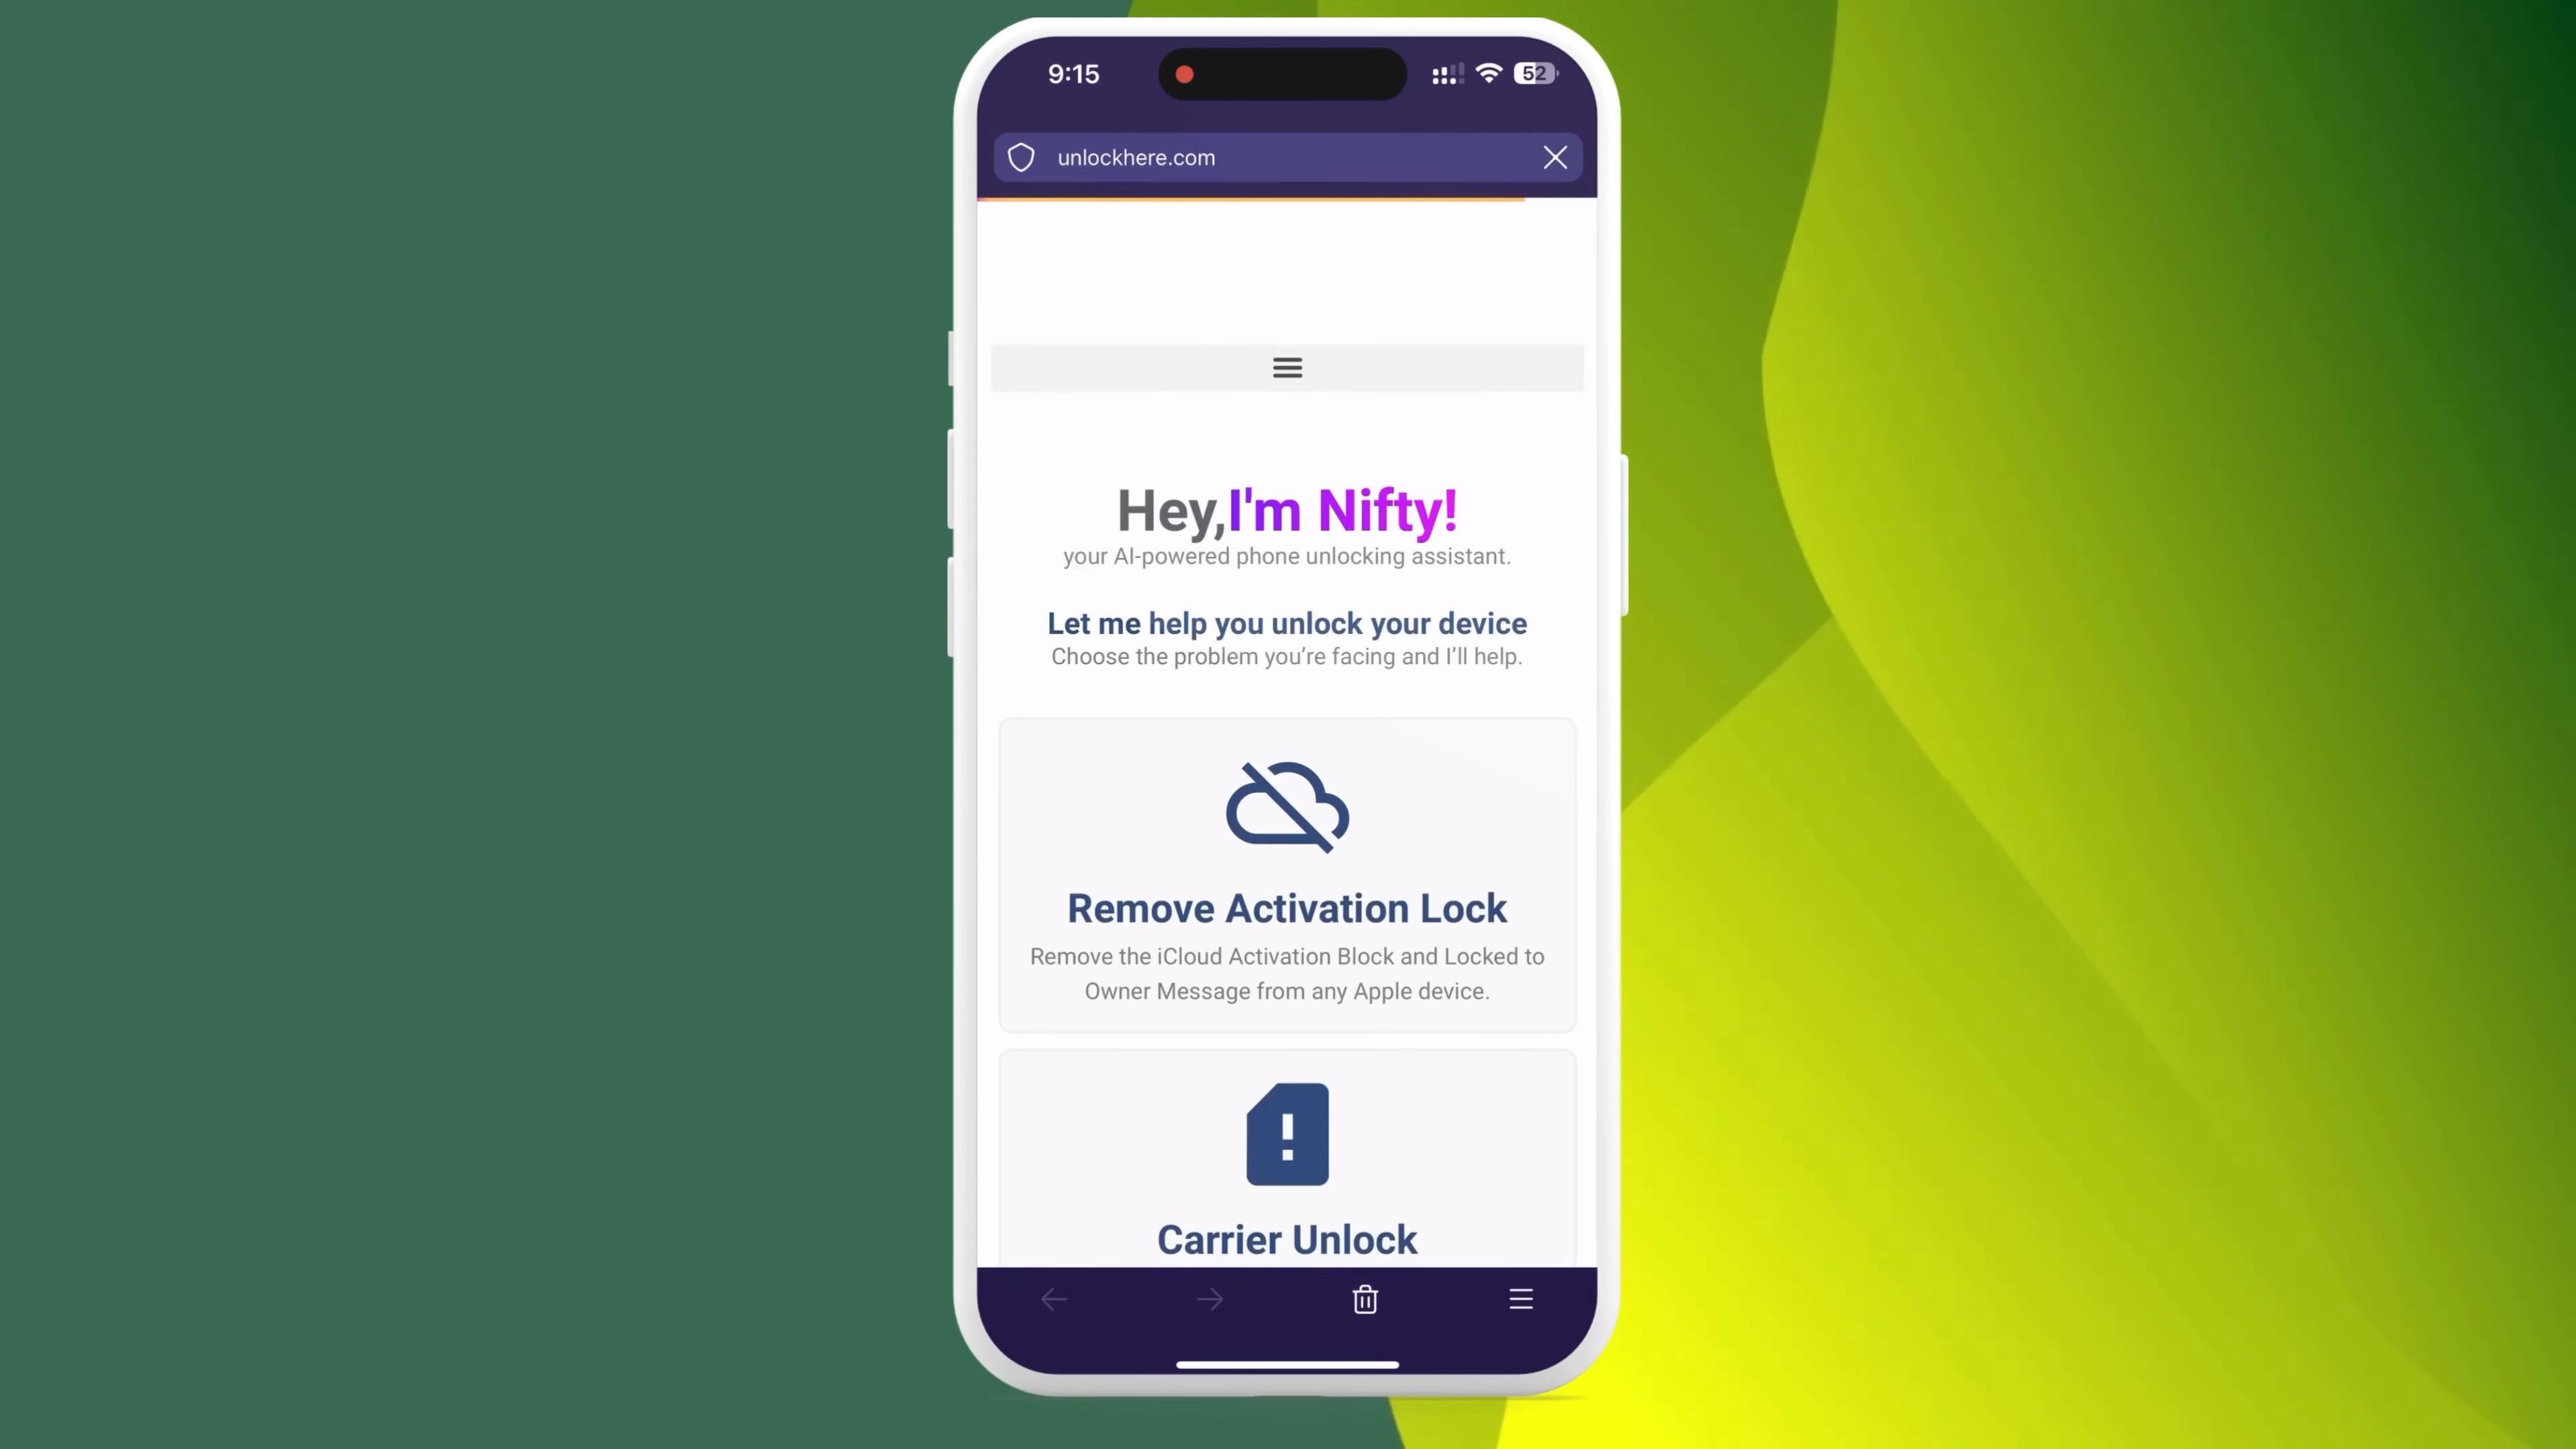 9:15
52
unlockhere.com
Hey,I'm Nifty!
your AI-powered phone unlocking assistant.
Let me help you unlock your device
Choose the problem you’re facing and I’ll help.
Remove Activation Lock
Remove the iCloud Activation Block and Locked to
Owner Message from any Apple device.
Carrier Unlock